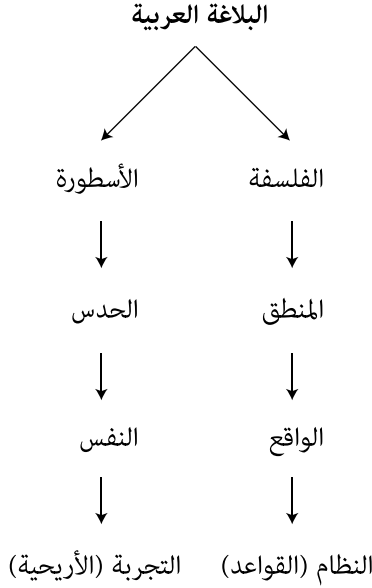 البلاغة العربية
الفلسفة الأسطورة
المنطق الحدس
الواقع النفس
النظام (القواعد) التجربة (الأريحية)